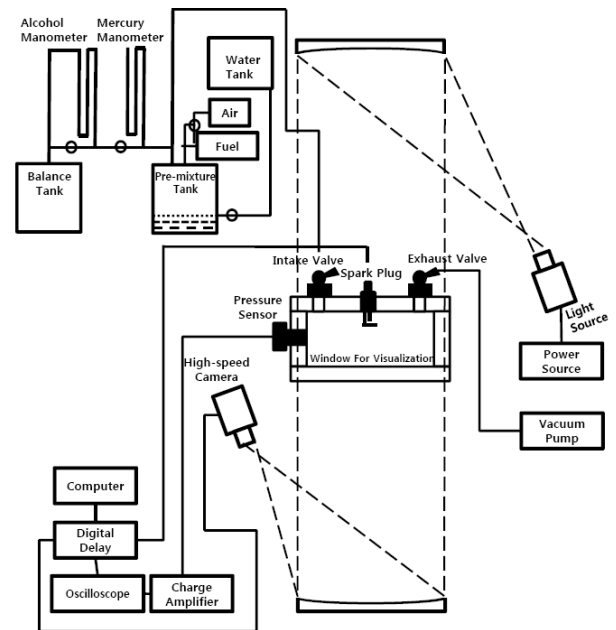 Alcohol Mercury
Manometer Manometer
Water
Tank
Air
Fuel
Balance
Tank
Pre-mixture
Tank
Intake Valve
Spark Plug
Exhaust Valve
Light
Source
Pressure
Sensor
Window For Visualization
Power
Source
High-speed
Camera
Vacuum
Pump
Computer
Digital
Delay
Oscilloscope
Charge
Amplifier